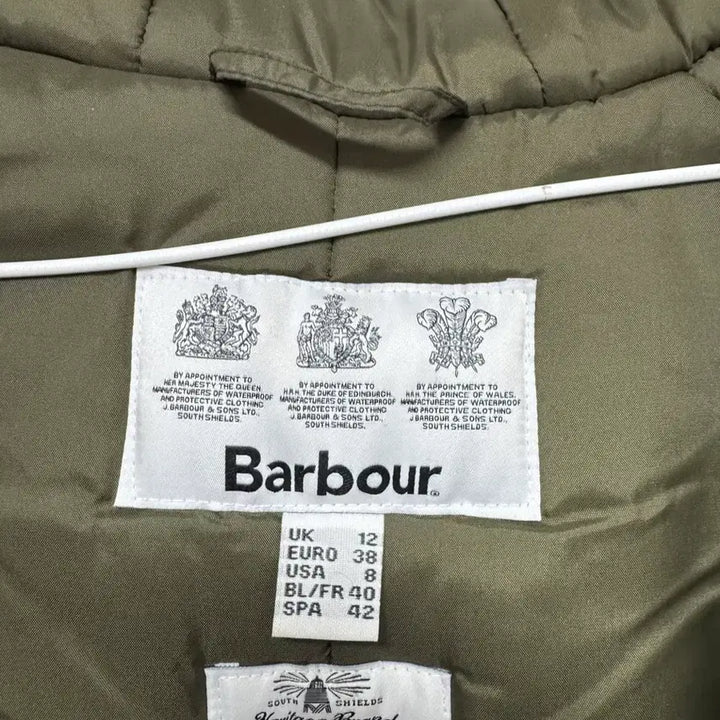 BY APPOINTMENT TO
HER MAJESTY THE QUEEN
MANUFACTURERS OF WATERPROOF
AND PROTECTIVE CLOTHING
J.BARBOUR & SONS LTD.,
SOUTH SHIELDS.
BY APPOINTMENT TO
H.R.H. THE DUKE OF EDINBURGH.
MANUFACTURERS OF WATERPROOF
AND PROTECTIVE CLOTHING
J.BARBOUR & SONS LTD.,
SOUTH SHIELDS.
BY APPOINTMENT TO
H.R.H. THE PRINCE OF WALES.
MANUFACTURERS OF WATERPROOF
AND PROTECTIVE CLOTHING
J.BARBOUR & SONS LTD.,
SOUTH SHIELDS.
Barbour®
UK 12
EURO 38
USA 8
BL/FR 40
SPA 42
SOUTH SHIELDS
Heritage